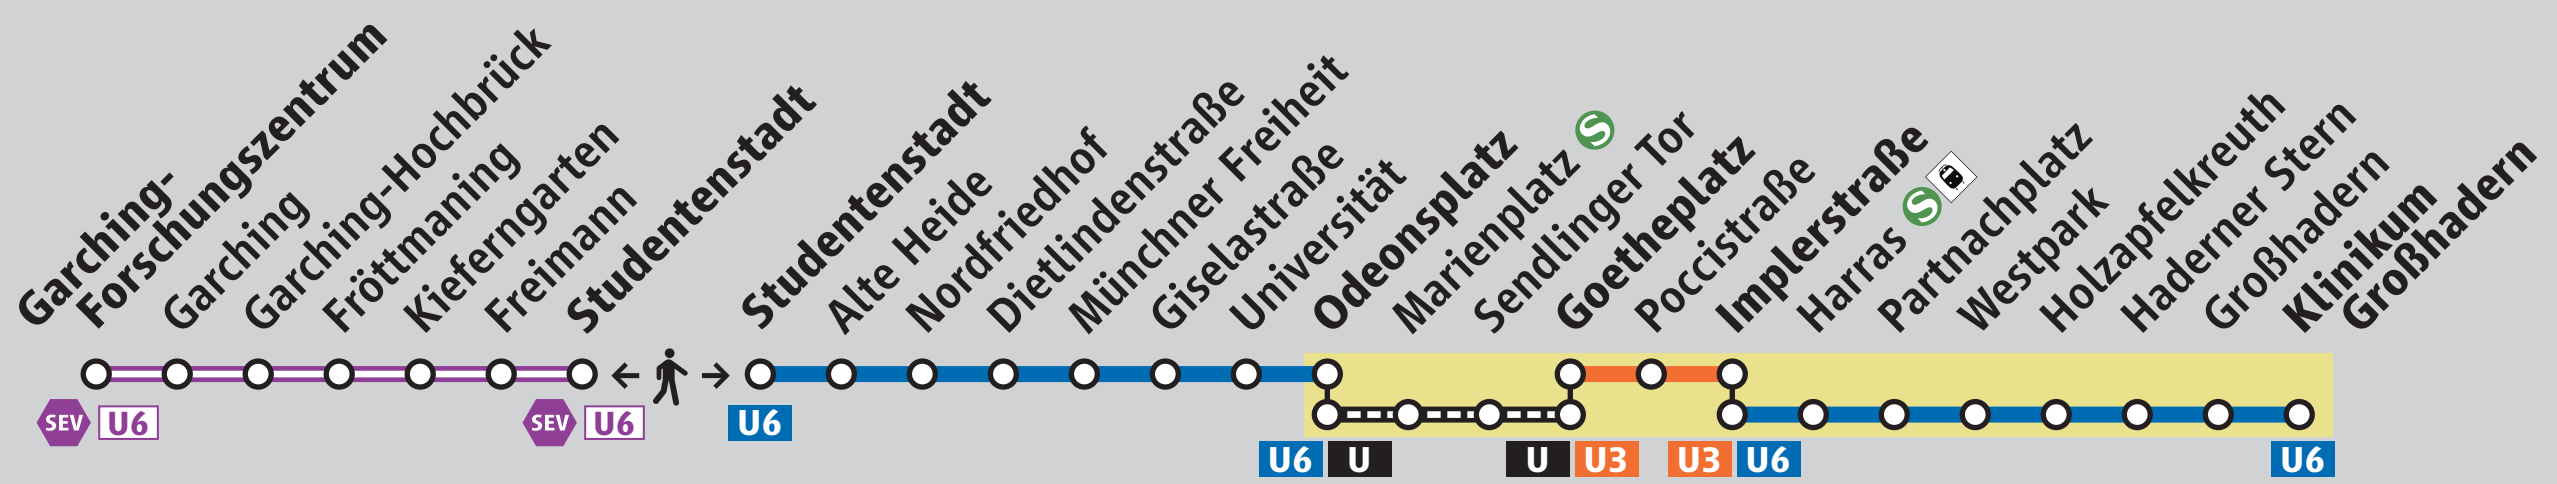 Garching-
Forschungszentrum
Garching
Garching-Hochbrück
Fröttmaning
Kieferngarten
Freimann
Studentenstadt
Studentenstadt
Alte Heide
Nordfriedhof
Dietlindenstraße
Münchner Freiheit
Giselastraße
Universität
Odeonsplatz
Marienplatz S
Sendlinger Tor
Goetheplatz
Poccistraße
Implerstraße
Harras S
Partnachplatz
Westpark
Holzapfelkreuth
Haderner Stern
Großhadern
Klinikum
Großhadern
SEV U6
SEV U6
U6
U6 U
U U3
U3 U6
U6